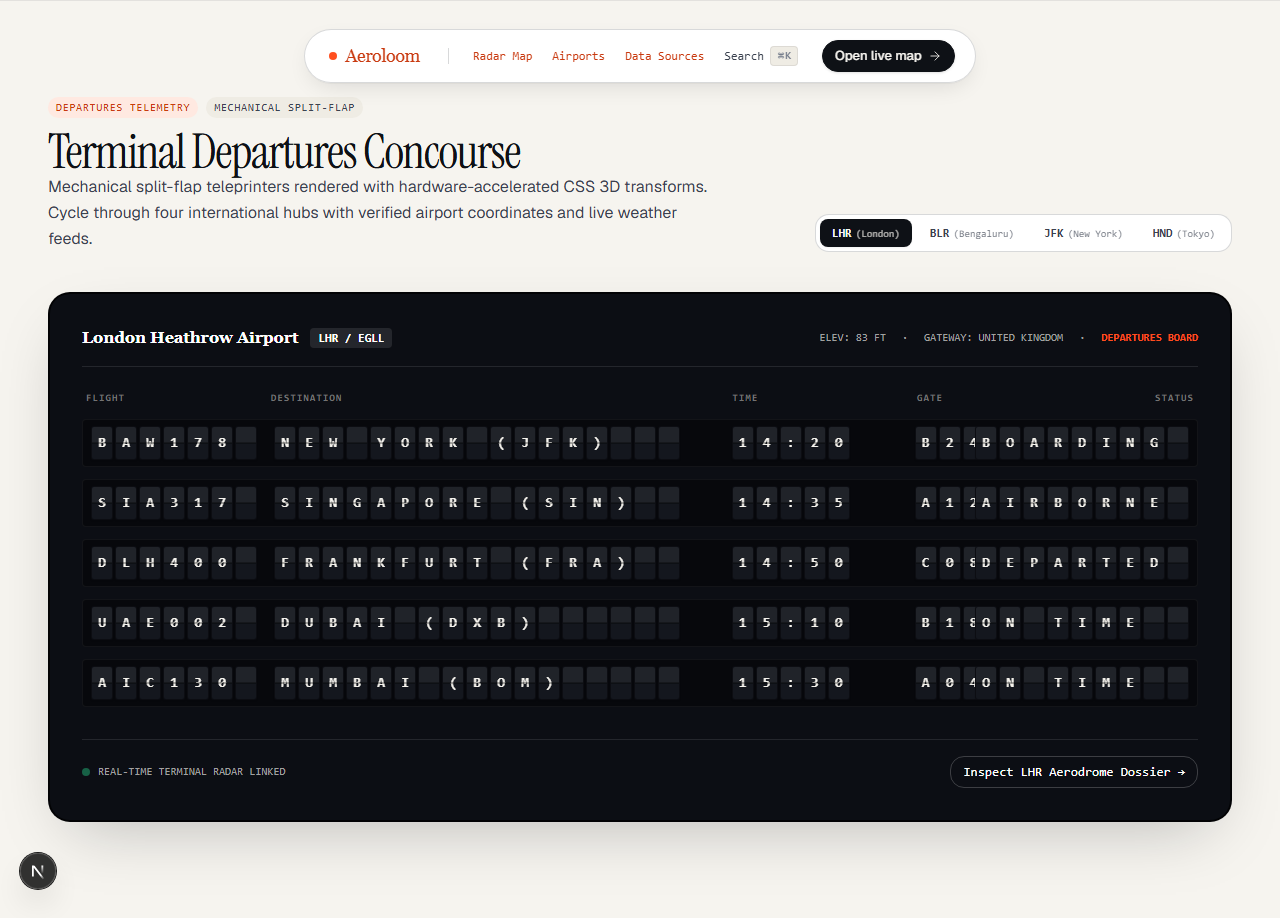 Aeroloom Radar Map Airports Data Sources Search ⌘K Open live map →
DEPARTURES TELEMETRY MECHANICAL SPLIT-FLAP
Terminal Departures Concourse
Mechanical split-flap teleprinters rendered with hardware-accelerated CSS 3D transforms.
Cycle through four international hubs with verified airport coordinates and live weather
feeds.
LHR (London) BLR (Bengaluru) JFK (New York) HND (Tokyo)
London Heathrow Airport LHR / EGLL ELEV: 83 FT · GATEWAY: UNITED KINGDOM · DEPARTURES BOARD
FLIGHT DESTINATION TIME GATE STATUS
BAW178 NEW YORK (JFK) 14:20 B24 BOARDING
SIA317 SINGAPORE (SIN) 14:35 A12 AIRBORNE
DLH400 FRANKFURT (FRA) 14:50 C08 DEPARTED
UAE002 DUBAI (DXB) 15:10 B18 ON TIME
AIC130 MUMBAI (BOM) 15:30 A04 ON TIME
REAL-TIME TERMINAL RADAR LINKED Inspect LHR Aerodrome Dossier →
N